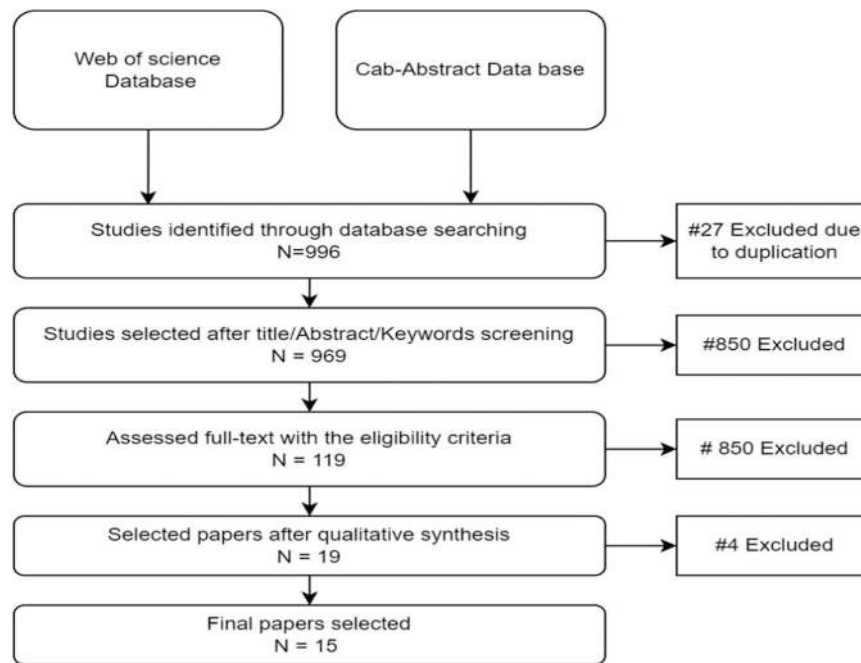 Web of science
Database
Cab-Abstract Data base
Studies identified through database searching
N=996
#27 Excluded due
to duplication
Studies selected after title/Abstract/Keywords screening
N = 969
#850 Excluded
Assessed full-text with the eligibility criteria
N = 119
# 850 Excluded
Selected papers after qualitative synthesis
N = 19
#4 Excluded
Final papers selected
N = 15